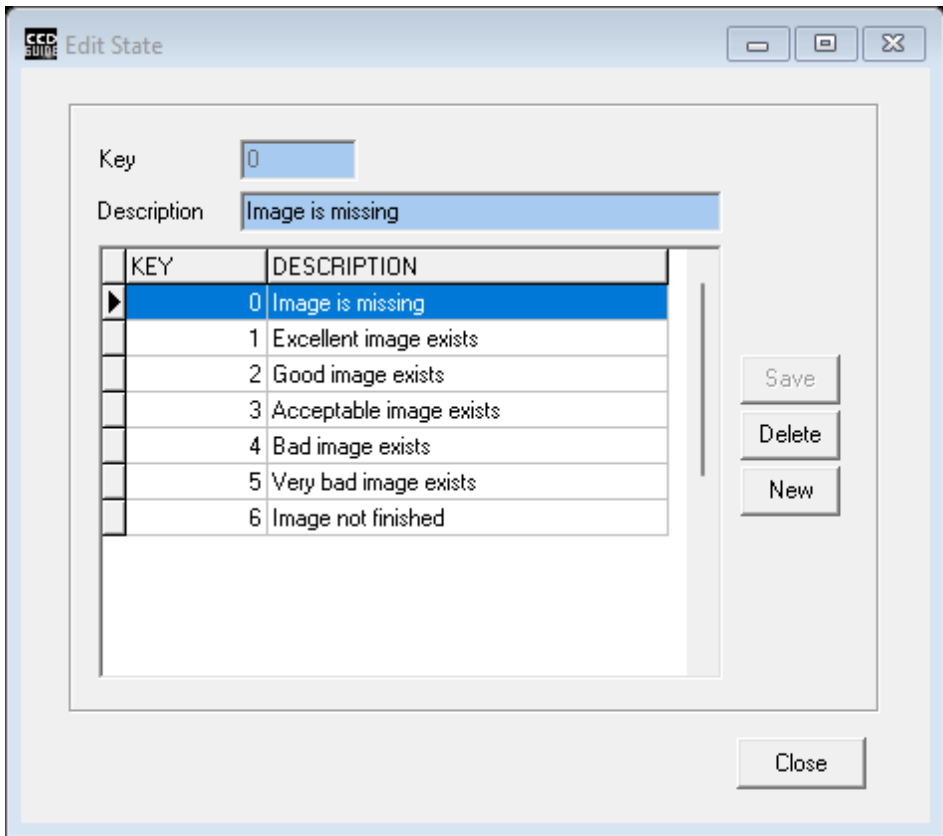 CCD GUIDE Edit State
Key 0
Description Image is missing
KEY DESCRIPTION
0 Image is missing
1 Excellent image exists
2 Good image exists
3 Acceptable image exists
4 Bad image exists
5 Very bad image exists
6 Image not finished
Save
Delete
New
Close